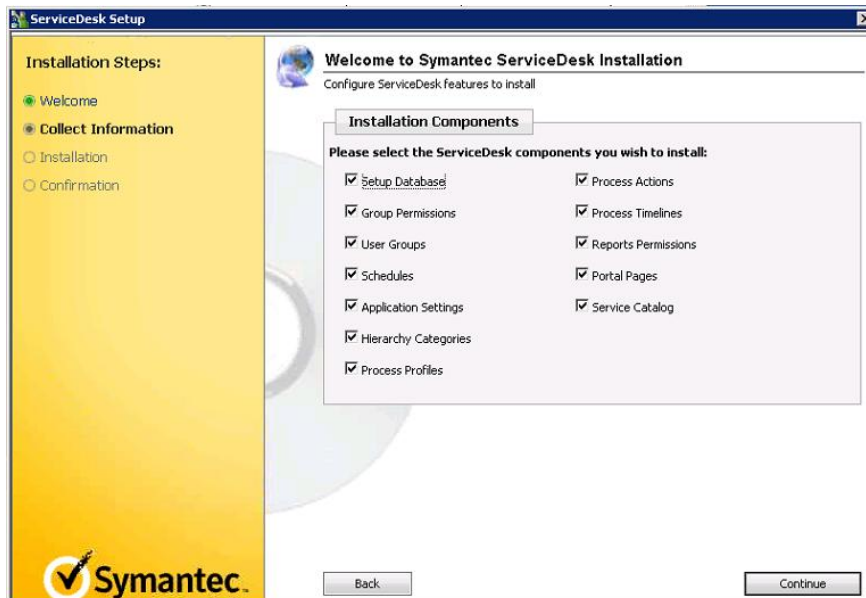 ServiceDesk Setup
Installation Steps:
Welcome
Collect Information
Installation
Confirmation
Symantec.
Welcome to Symantec ServiceDesk Installation
Configure ServiceDesk features to install
Installation Components
Please select the ServiceDesk components you wish to install:
Setup Database
Process Actions
Group Permissions
Process Timelines
User Groups
Reports Permissions
Schedules
Portal Pages
Application Settings
Service Catalog
Hierarchy Categories
Process Profiles
Back
Continue